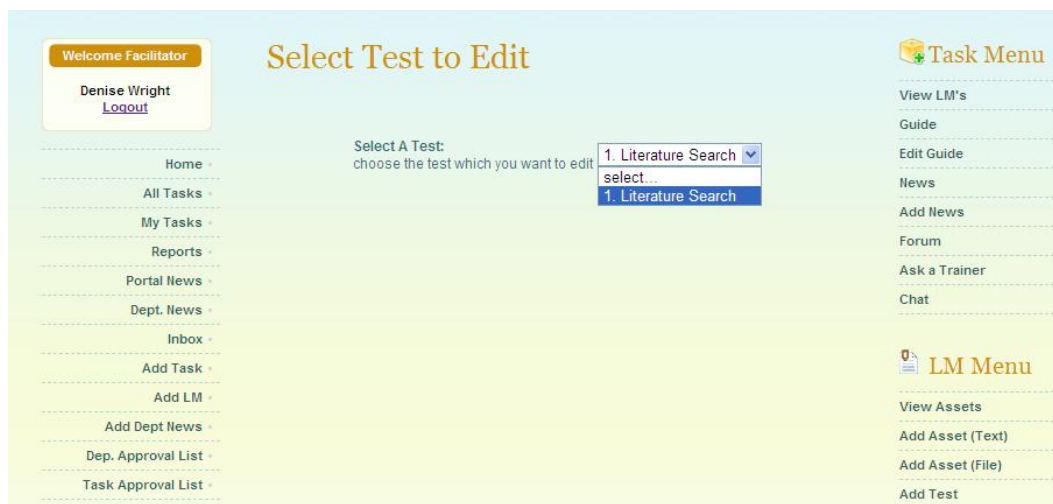 Welcome Facilitator
Denise Wright
Logout
Home
All Tasks
My Tasks
Reports
Portal News
Dept. News
Inbox
Add Task
Add LM
Add Dept News
Dep. Approval List
Task Approval List
Select Test to Edit
Select A Test:
choose the test which you want to edit
1. Literature Search
select...
1. Literature Search
Task Menu
View LM's
Guide
Edit Guide
News
Add News
Forum
Ask a Trainer
Chat
LM Menu
View Assets
Add Asset (Text)
Add Asset (File)
Add Test